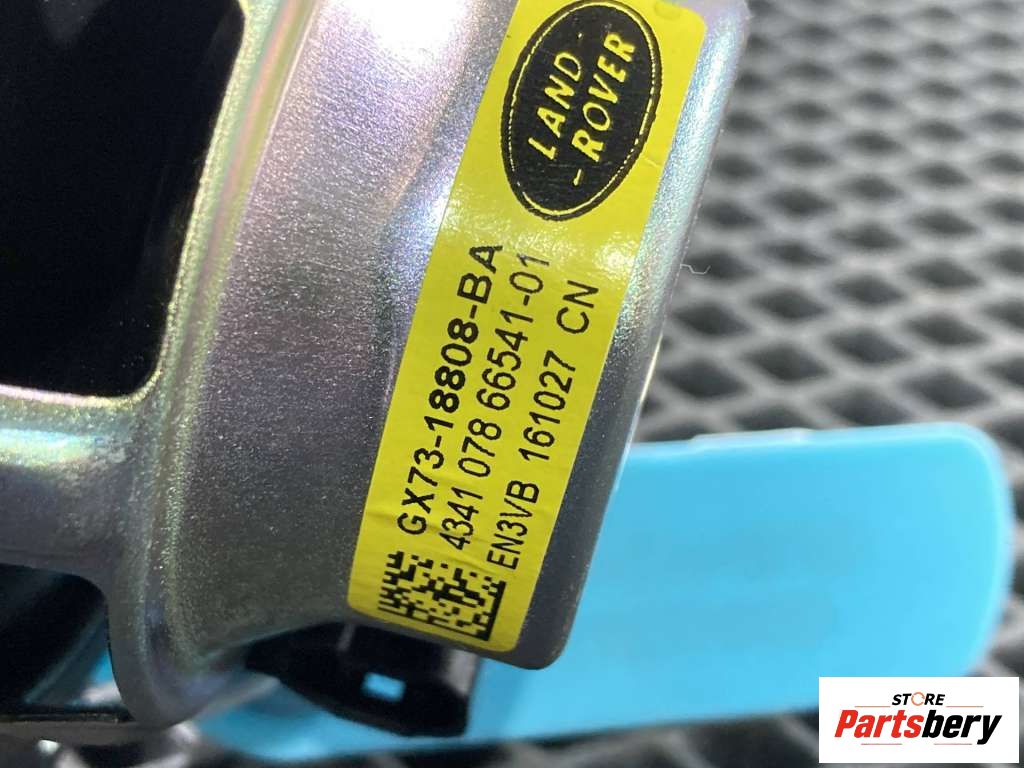 LAND
- ROVER
GX73-18808-BA
4341 078 66541-01
EN3VB 161027 CN
STORE
Partsbery